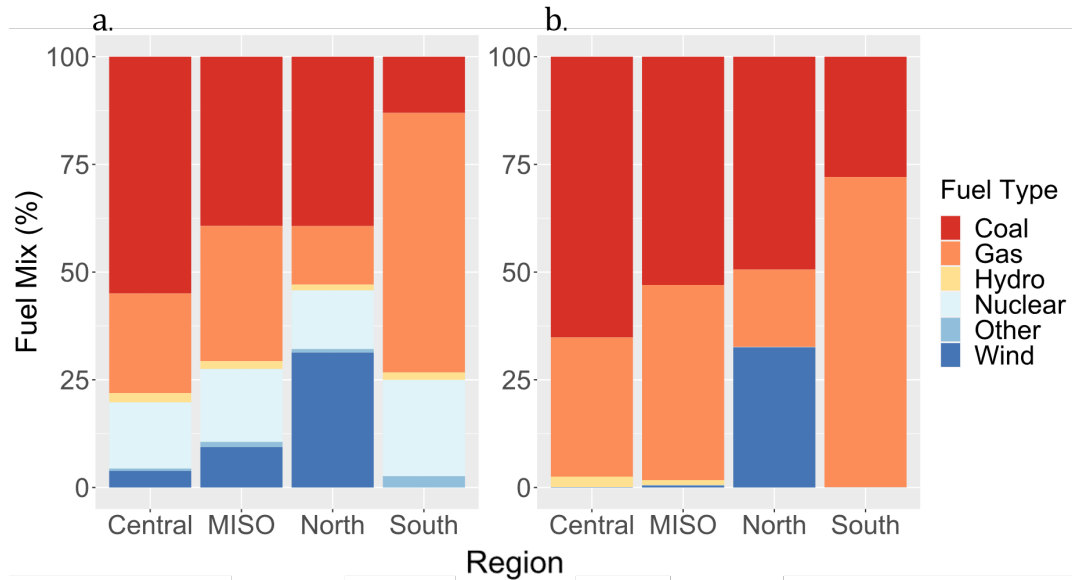 a.
b.
100
75
50
25
0
100
75
50
25
0
Fuel Mix (%)
Central MISO North South
Central MISO North South
Region
Fuel Type
Coal
Gas
Hydro
Nuclear
Other
Wind